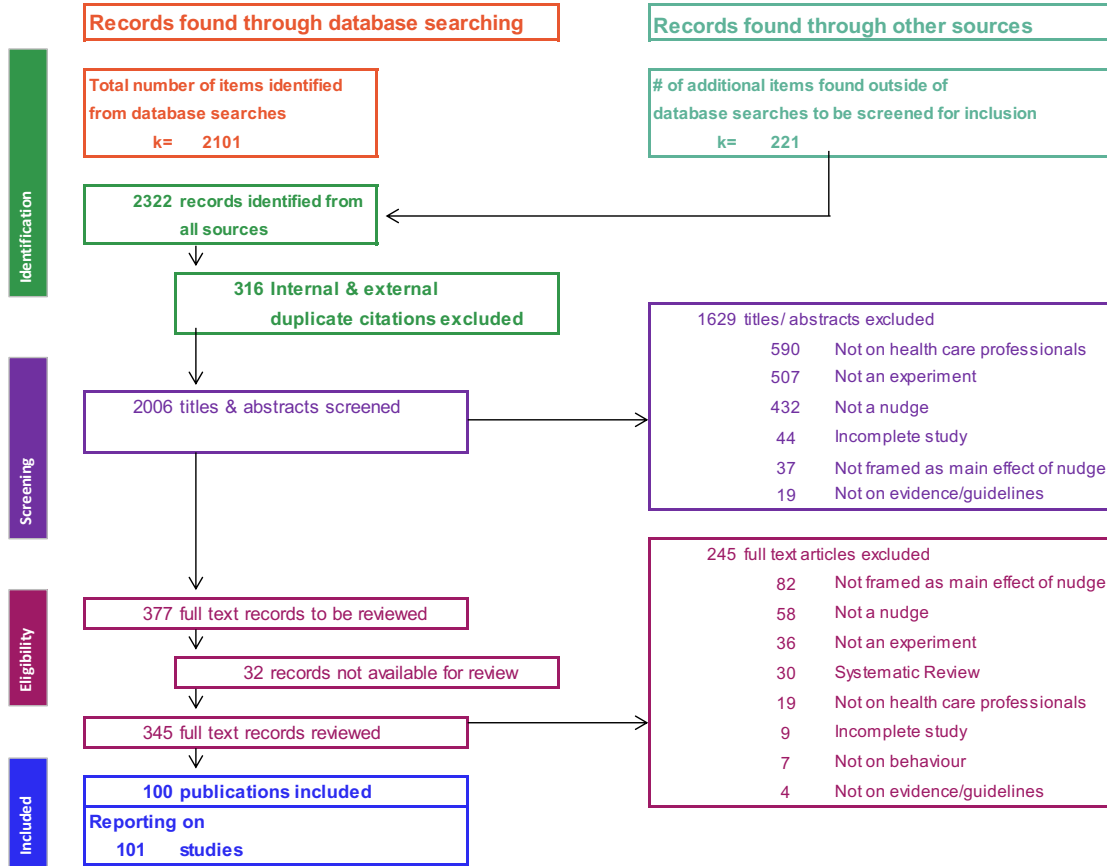 Records found through database searching
Records found through other sources
Identification
Total number of items identified
from database searches
k= 2101
# of additional items found outside of
database searches to be screened for inclusion
k= 221
2322 records identified from
all sources
316 Internal & external
duplicate citations excluded
Screening
2006 titles & abstracts screened
1629 titles/ abstracts excluded
590 Not on health care professionals
507 Not an experiment
432 Not a nudge
44 Incomplete study
37 Not framed as main effect of nudge
19 Not on evidence/guidelines
Eligibility
377 full text records to be reviewed
32 records not available for review
345 full text records reviewed
245 full text articles excluded
82 Not framed as main effect of nudge
58 Not a nudge
36 Not an experiment
30 Systematic Review
19 Not on health care professionals
9 Incomplete study
7 Not on behaviour
4 Not on evidence/guidelines
Included
100 publications included
Reporting on
101 studies